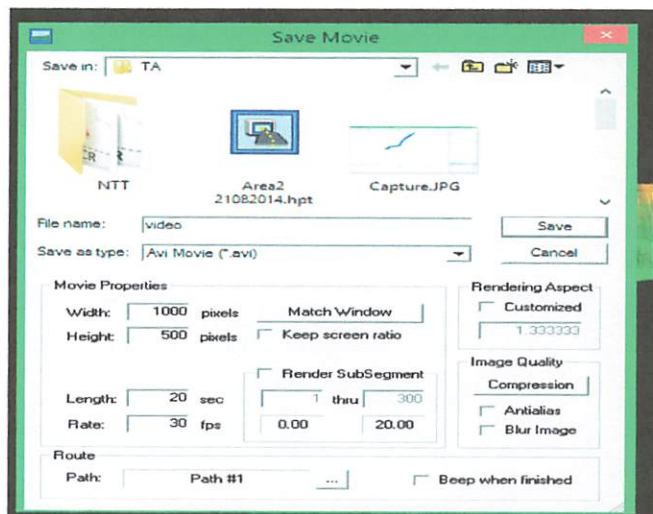 Save Movie
Save in: TA
NTT
Area2
21082014.hpt
Capture.JPG
File name: video Save
Save as type: Avi Movie (*.avi) Cancel
Movie Properties Rendering Aspect
Width: 1000 pixels Match Window Customized
Height: 500 pixels Keep screen ratio 1.333333
Render SubSegment Image Quality
Length: 20 sec 1 thru 300 Compression
Rate: 30 fps 0.00 20.00 Antialias
Blur Image
Route
Path: Path #1 ... Beep when finished